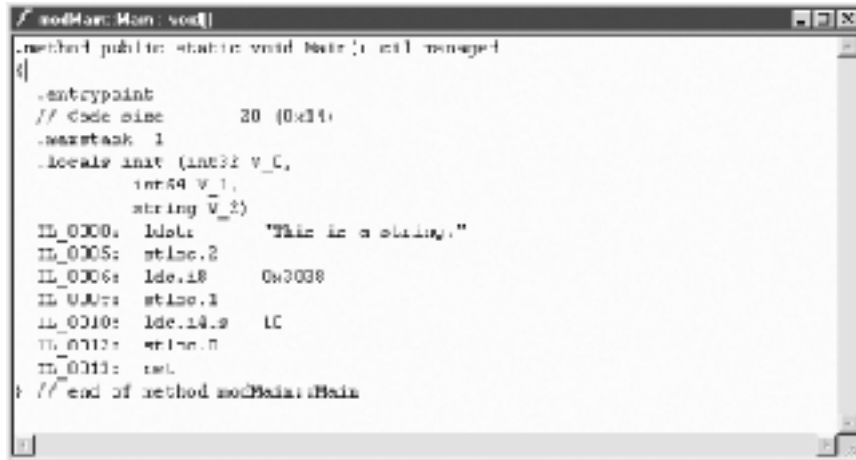 modMain::Main : void()
.method public static void Main() cil managed
{
.entrypoint
// Code size 20 (0x14)
.maxstack 1
.locals init (int32 V_0,
int64 V_1,
string V_2)
IL_0000: ldstr "This is a string."
IL_0005: stloc.2
IL_0006: ldc.i8 0x3038
IL_000f: stloc.1
IL_0010: ldc.i4.s 10
IL_0012: stloc.0
IL_0013: ret
} // end of method modMain::Main